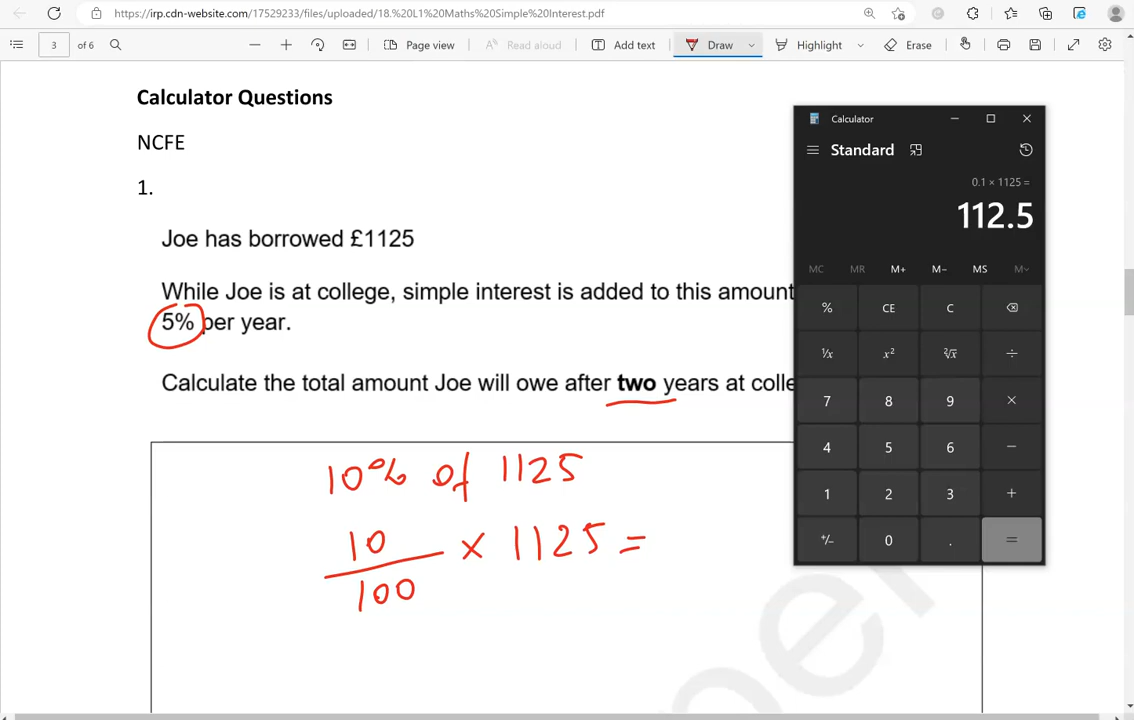 https://irp.cdn-website.com/17529233/files/uploaded/18.%20L1%20Maths%20Simple%20Interest.pdf
3 of 6 Page view Read aloud Add text Draw Highlight Erase
Calculator Questions
NCFE
1.
Joe has borrowed £1125
While Joe is at college, simple interest is added to this amount
5% per year.
Calculate the total amount Joe will owe after two years at colle
10% of 1125
10
— × 1125 =
100
Calculator
Standard
0.1 × 1125 =
112.5
MC MR M+ M− MS M˅
% CE C
¹/x x² ²√x ÷
7 8 9 ×
4 5 6 −
1 2 3 +
+/− 0 . =